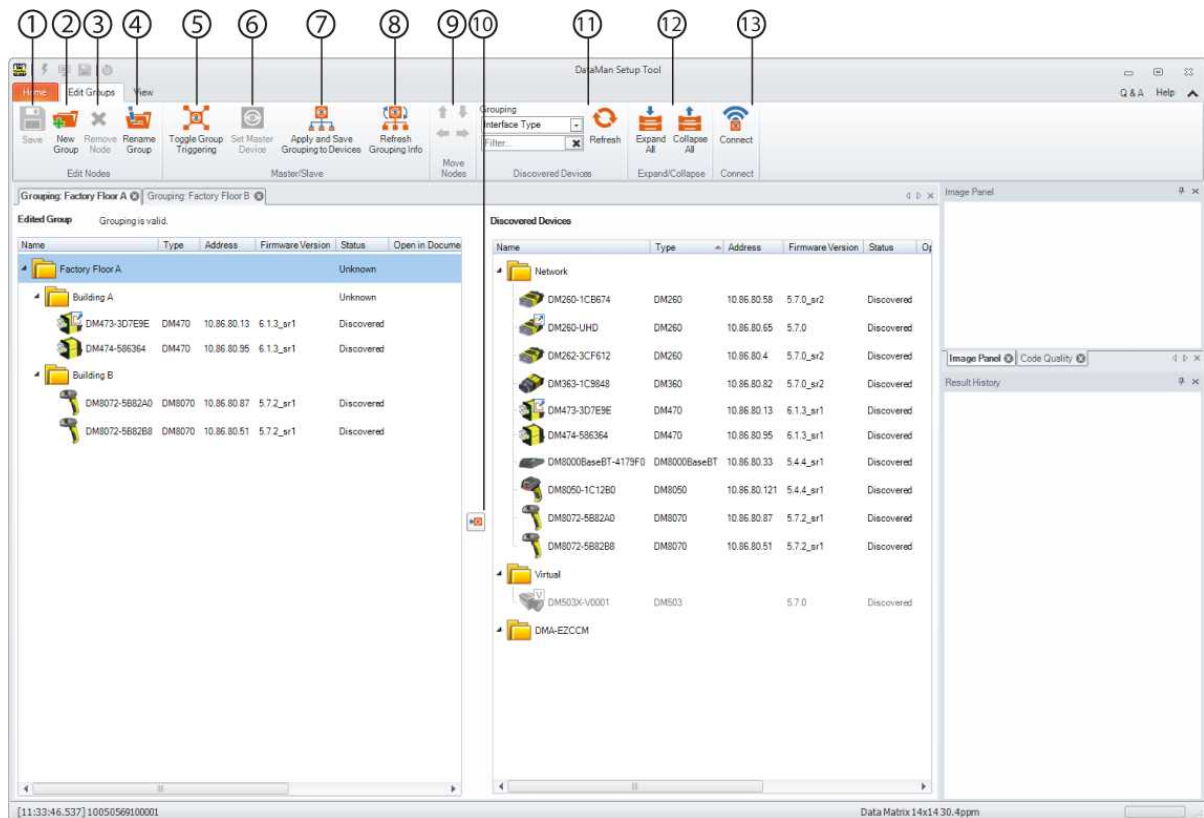 1 2 3 4 5 6 7 8 9 10 11 12 13
DataMan Setup Tool
Home Edit Groups View Q & A Help
Grouping
Interface Type
Filter...
Save New Group Remove Node Rename Group Toggle Group Triggering Set Master Device Apply and Save Grouping to Devices Refresh Grouping Info Refresh Expand All Collapse All Connect
Edit Nodes Master/Slave Move Nodes Discovered Devices Expand/Collapse Connect
Grouping: Factory Floor A Grouping: Factory Floor B
Edited Group Grouping is valid.
Name Type Address Firmware Version Status Open in Docume
Factory Floor A Unknown
Building A Unknown
DM473-3D7E9E DM470 10.86.80.13 6.1.3_sr1 Discovered
DM474-586364 DM470 10.86.80.95 6.1.3_sr1 Discovered
Building B
DM8072-5B82A0 DM8070 10.86.80.87 5.7.2_sr1 Discovered
DM8072-5B82B8 DM8070 10.86.80.51 5.7.2_sr1 Discovered
Discovered Devices
Name Type Address Firmware Version Status Op
Network
DM260-1CB674 DM260 10.86.80.58 5.7.0_sr2 Discovered
DM260-UHD DM260 10.86.80.65 5.7.0 Discovered
DM262-3CF612 DM260 10.86.80.4 5.7.0_sr2 Discovered
DM363-1C9848 DM360 10.86.80.82 5.7.0_sr2 Discovered
DM473-3D7E9E DM470 10.86.80.13 6.1.3_sr1 Discovered
DM474-586364 DM470 10.86.80.95 6.1.3_sr1 Discovered
DM8000BaseBT-4179F0 DM8000BaseBT 10.86.80.33 5.4.4_sr1 Discovered
DM8050-1C12B0 DM8050 10.86.80.121 5.4.4_sr1 Discovered
DM8072-5B82A0 DM8070 10.86.80.87 5.7.2_sr1 Discovered
DM8072-5B82B8 DM8070 10.86.80.51 5.7.2_sr1 Discovered
Virtual
V
DM503X-V0001 DM503 5.7.0 Discovered
DMA-EZCCM
Image Panel
Image Panel Code Quality
Result History
[11:33:46.537] 10050569100001 Data Matrix 14x14 30.4ppm